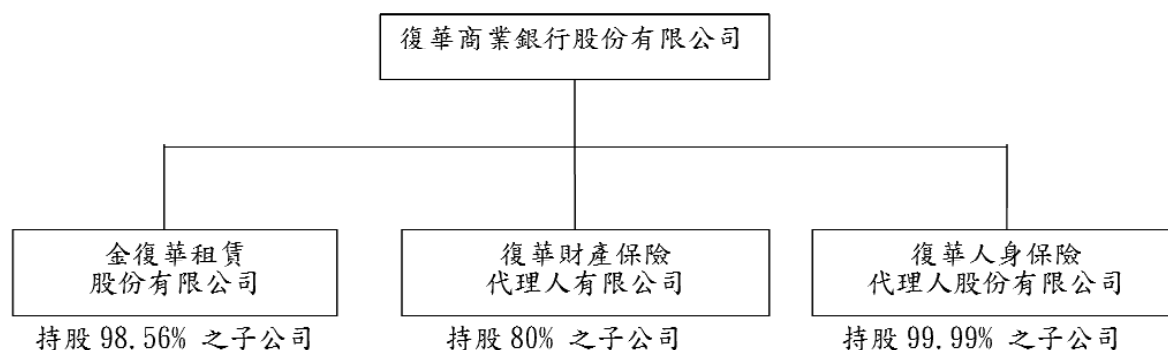 復華商業銀行股份有限公司
金復華租賃
股份有限公司
持股 98.56% 之子公司
復華財產保險
代理人有限公司
持股 80% 之子公司
復華人身保險
代理人股份有限公司
持股 99.99% 之子公司